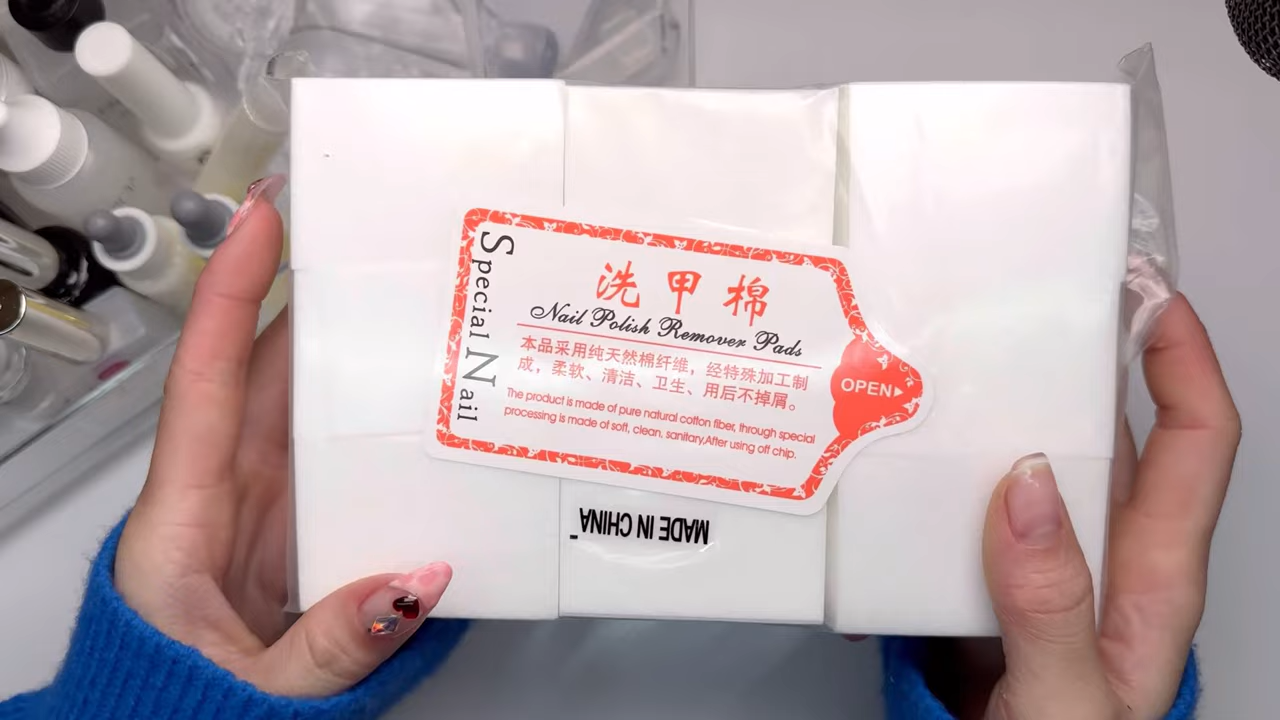 Special Nail
洗甲棉
Nail Polish Remover Pads
本品采用纯天然棉纤维，经特殊加工制
成，柔软、清洁、卫生、用后不掉屑。
The product is made of pure natural cotton fiber, through special
processing is made of soft, clean, sanitary,After using off chip.
OPEN
MADE IN CHINA